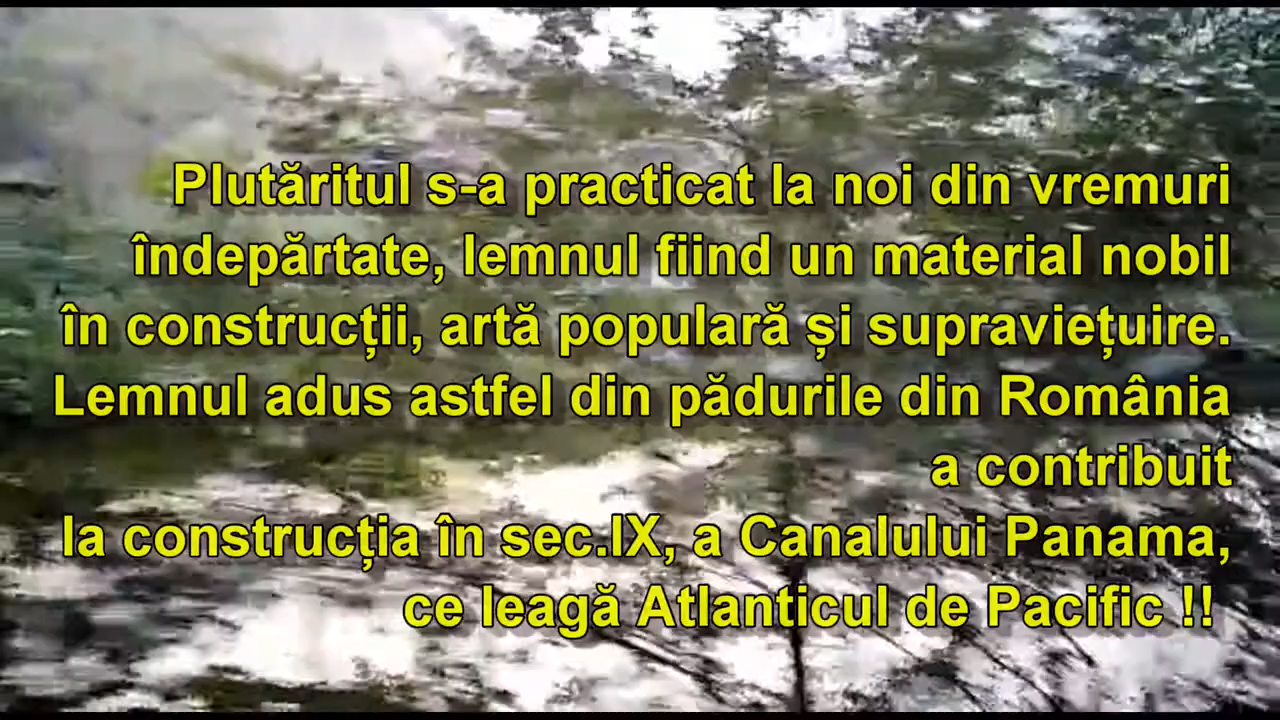 Plutăritul s-a practicat la noi din vremuri
îndepărtate, lemnul fiind un material nobil
în construcții, artă populară și supraviețuire.
Lemnul adus astfel din pădurile din România
a contribuit
la construcția în sec.IX, a Canalului Panama,
ce leagă Atlanticul de Pacific !!